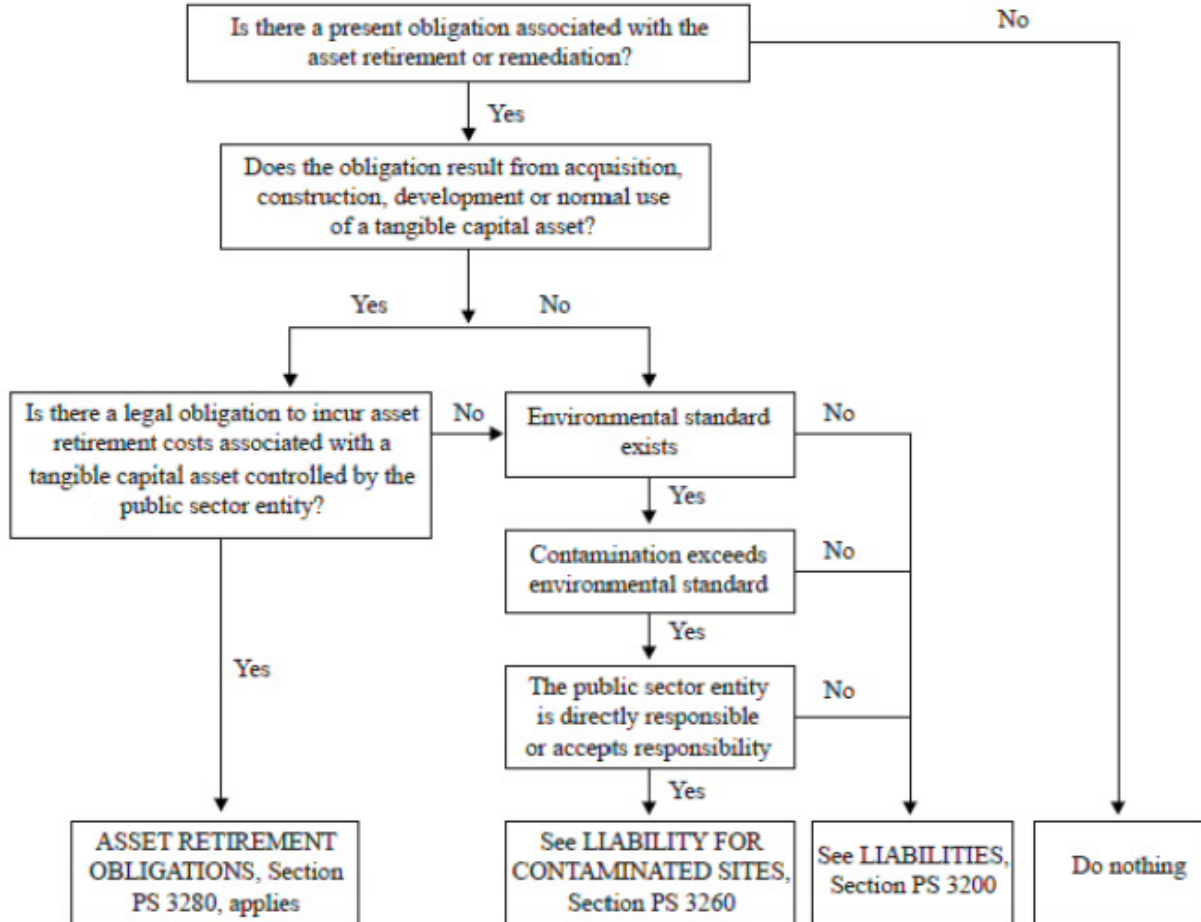 Is there a present obligation associated with the
asset retirement or remediation?
No
Yes
Does the obligation result from acquisition,
construction, development or normal use
of a tangible capital asset?
Yes
No
Is there a legal obligation to incur asset
retirement costs associated with a
tangible capital asset controlled by the
public sector entity?
No
Environmental standard
exists
No
Yes
Contamination exceeds
environmental standard
No
Yes
Yes
The public sector entity
is directly responsible
or accepts responsibility
No
Yes
ASSET RETIREMENT
OBLIGATIONS, Section
PS 3280, applies
See LIABILITY FOR
CONTAMINATED SITES,
Section PS 3260
See LIABILITIES,
Section PS 3200
Do nothing